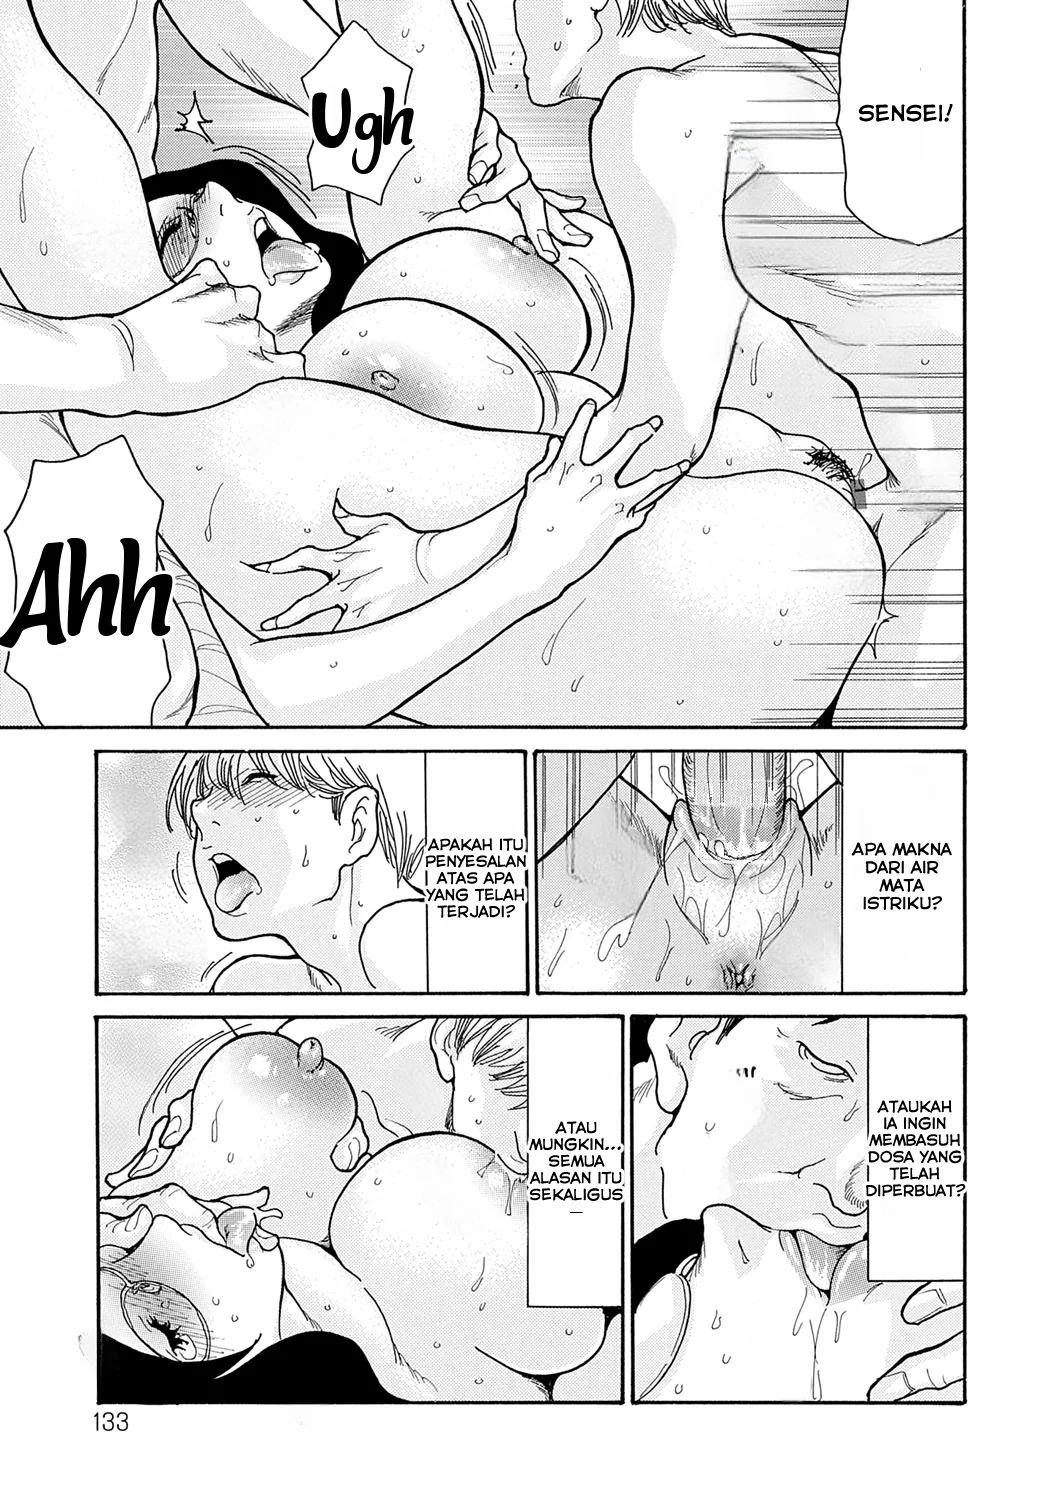 SENSEI!
Ugh
Ahh
APA MAKNA
DARI AIR
MATA
ISTRIKU?
APAKAH ITU
PENYESALAN
ATAS APA
YANG TELAH
TERJADI?
ATAUKAH
IA INGIN
MEMBASUH
DOSA YANG
TELAH
DIPERBUAT?
ATAU
MUNGKIN...
SEMUA
ALASAN ITU
SEKALIGUS
—
133